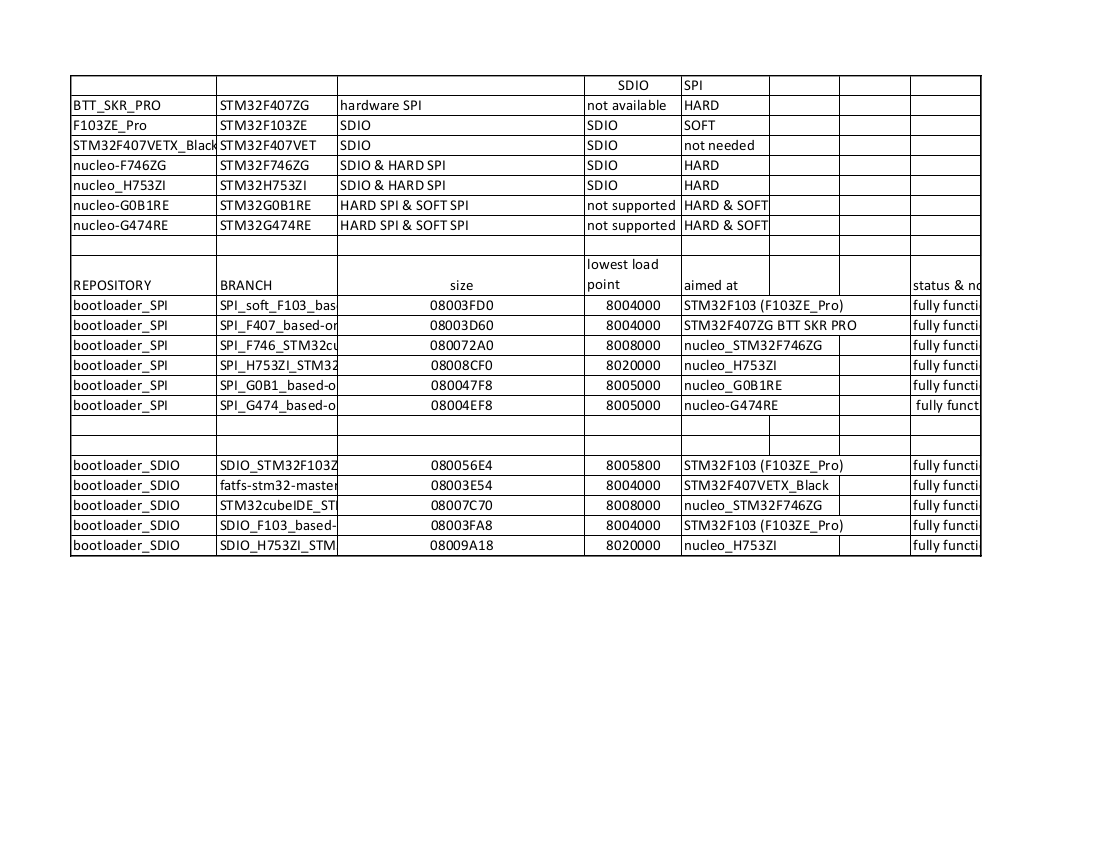 SDIO SPI
BTT_SKR_PRO STM32F407ZG hardware SPI not available HARD
F103ZE_Pro STM32F103ZE SDIO SDIO SOFT
STM32F407VETX_Black STM32F407VET SDIO SDIO not needed
nucleo-F746ZG STM32F746ZG SDIO & HARD SPI SDIO HARD
nucleo_H753ZI STM32H753ZI SDIO & HARD SPI SDIO HARD
nucleo-G0B1RE STM32G0B1RE HARD SPI & SOFT SPI not supported HARD & SOFT
nucleo-G474RE STM32G474RE HARD SPI & SOFT SPI not supported HARD & SOFT
lowest load
REPOSITORY BRANCH size point aimed at status & no
bootloader_SPI SPI_soft_F103_bas 08003FD0 8004000 STM32F103 (F103ZE_Pro) fully functi
bootloader_SPI SPI_F407_based-or 08003D60 8004000 STM32F407ZG BTT SKR PRO fully functi
bootloader_SPI SPI_F746_STM32cu 080072A0 8008000 nucleo_STM32F746ZG fully functi
bootloader_SPI SPI_H753ZI_STM32 08008CF0 8020000 nucleo_H753ZI fully functi
bootloader_SPI SPI_G0B1_based-o 080047F8 8005000 nucleo_G0B1RE fully functi
bootloader_SPI SPI_G474_based-o 08004EF8 8005000 nucleo-G474RE fully funct
bootloader_SDIO SDIO_STM32F103Z 080056E4 8005800 STM32F103 (F103ZE_Pro) fully functi
bootloader_SDIO fatfs-stm32-master 08003E54 8004000 STM32F407VETX_Black fully functi
bootloader_SDIO STM32cubeIDE_STI 08007C70 8008000 nucleo_STM32F746ZG fully functi
bootloader_SDIO SDIO_F103_based- 08003FA8 8004000 STM32F103 (F103ZE_Pro) fully functi
bootloader_SDIO SDIO_H753ZI_STM 08009A18 8020000 nucleo_H753ZI fully functi